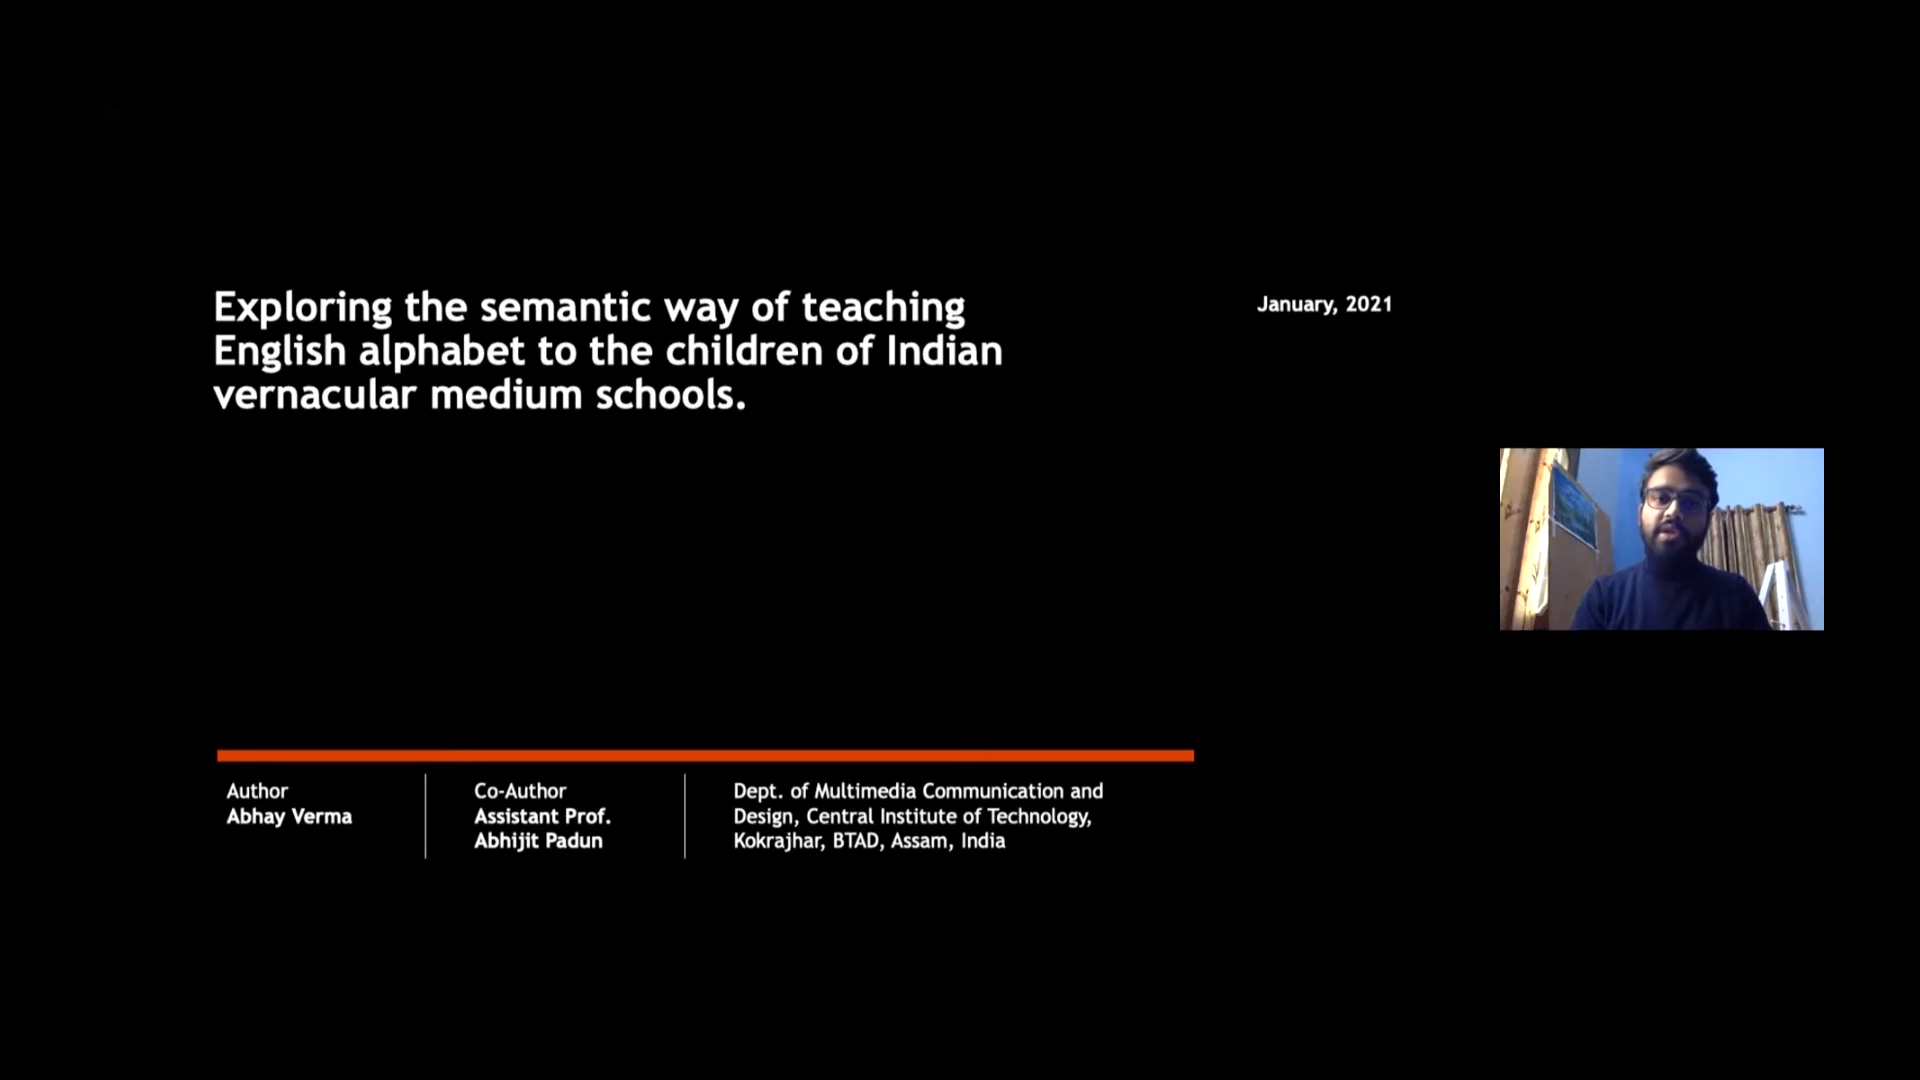 Exploring the semantic way of teaching
English alphabet to the children of Indian
vernacular medium schools.
January, 2021
Author
Abhay Verma
Co-Author
Assistant Prof.
Abhijit Padun
Dept. of Multimedia Communication and
Design, Central Institute of Technology,
Kokrajhar, BTAD, Assam, India